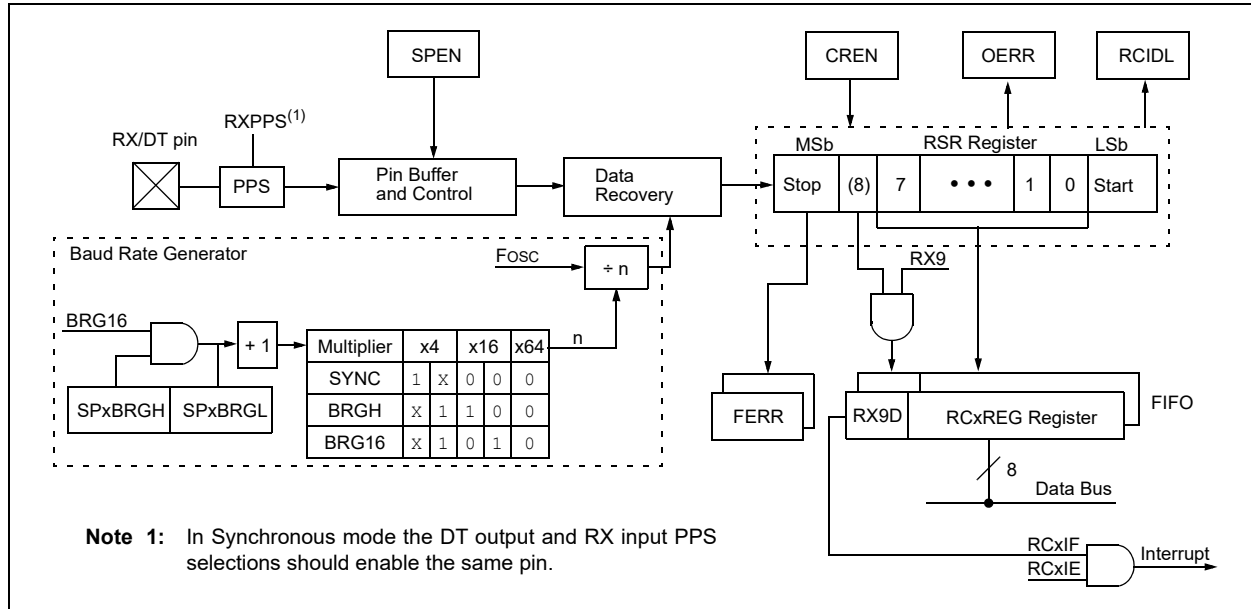 SPEN
CREN
OERR
RCIDL
RXPPS(1)
RX/DT pin
PPS
Pin Buffer
and Control
Data
Recovery
MSb
RSR Register
LSb
Stop (8) 7 • • • 1 0 Start
Baud Rate Generator
FOSC
÷ n
RX9
BRG16
+ 1
n
Multiplier x4 x16 x64
SYNC 1 X 0 0 0
BRGH X 1 1 0 0
BRG16 X 1 0 1 0
SPxBRGH SPxBRGL
FERR
RX9D RCxREG Register
FIFO
8
Data Bus
RCxIF
RCxIE
Interrupt
Note 1: In Synchronous mode the DT output and RX input PPS
selections should enable the same pin.